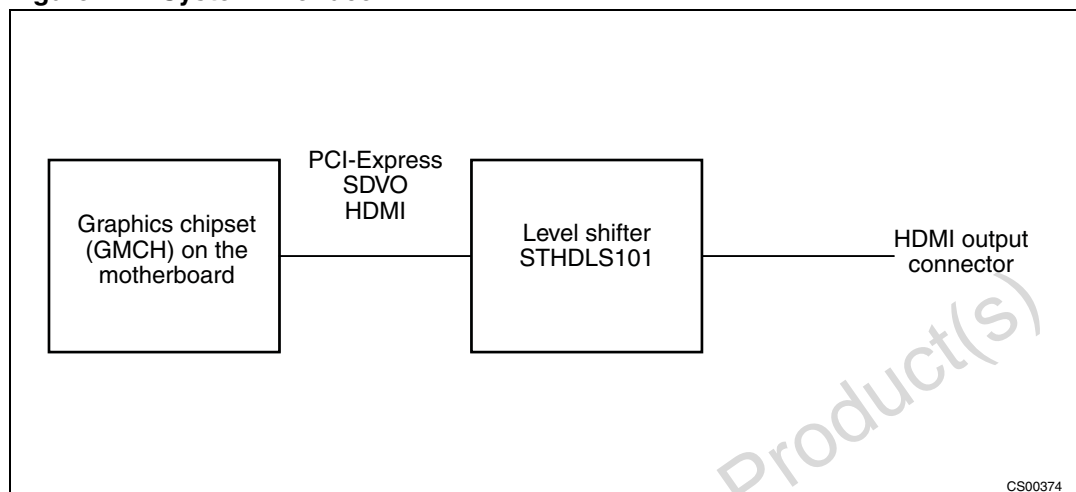 PCI-Express
SDVO
HDMI
Graphics chipset
(GMCH) on the
motherboard
Level shifter
STHDLS101
HDMI output
connector
Product(s)
CS00374